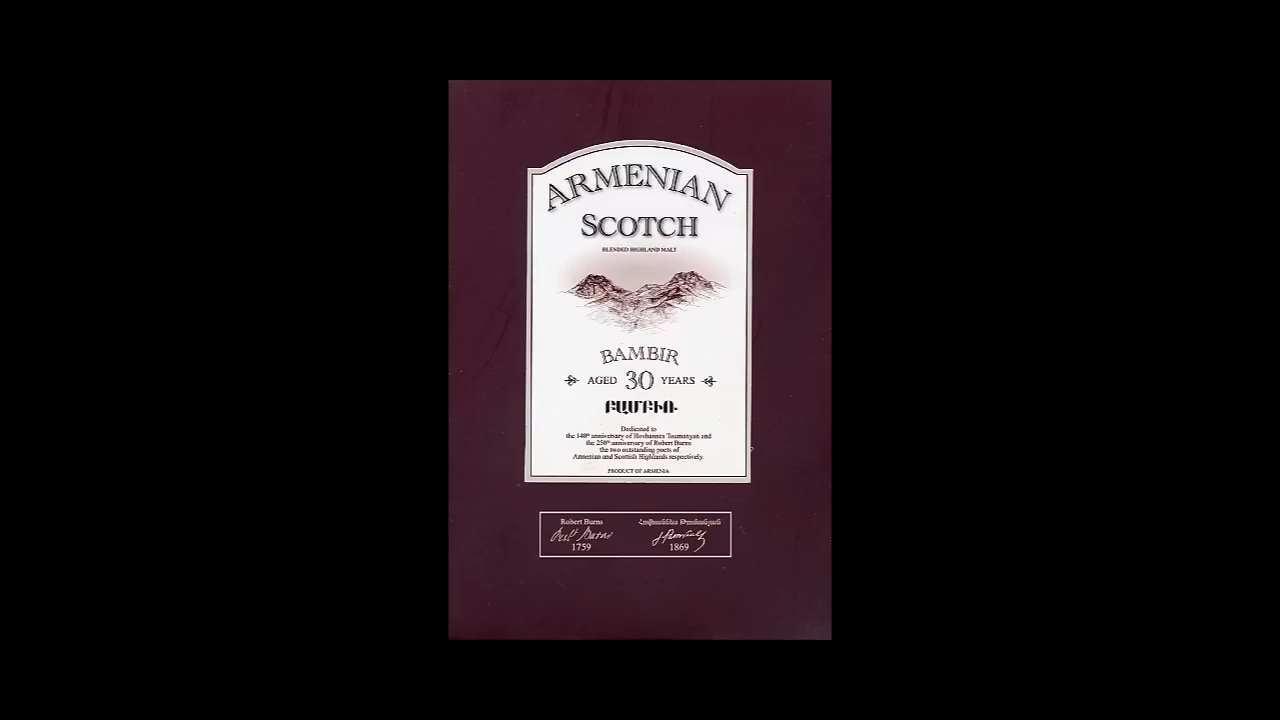 ARMENIAN
SCOTCH
BLENDED HIGHLAND MALT
BAMBIR
AGED 30 YEARS
ԲԱՄԲԻՌ
Dedicated to
the 140th anniversary of Hovhannes Toumanyan and
the 250th anniversary of Robert Burns
the two outstanding poets of
Armenian and Scottish Highlands respectively.
PRODUCT OF ARMENIA
Robert Burns Հովհաննես Թումանյան
1759 1869